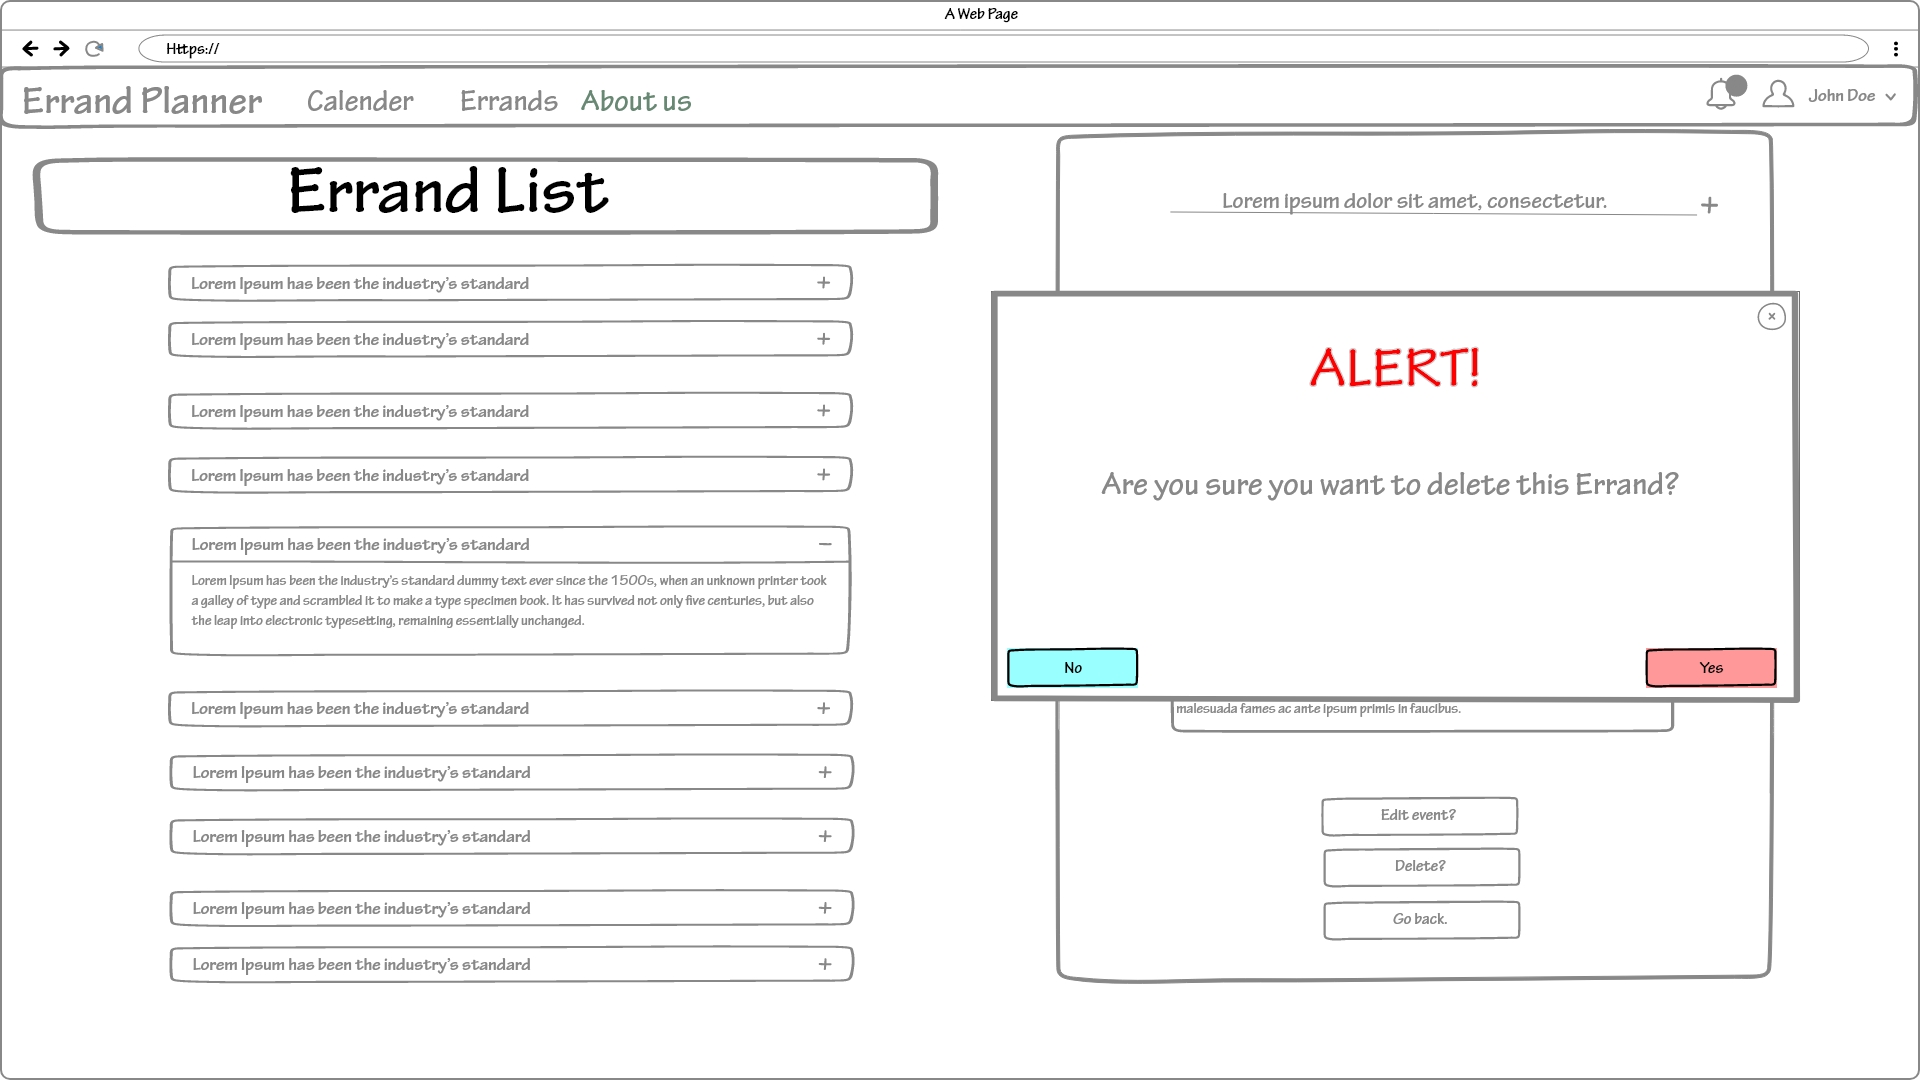 A Web Page
Https://
Errand Planner Calender Errands About us John Doe
Errand List
Lorem Ipsum has been the industry's standard
Lorem Ipsum has been the industry's standard
Lorem Ipsum has been the industry's standard
Lorem Ipsum has been the industry's standard
Lorem Ipsum has been the industry's standard
Lorem Ipsum has been the industry's standard dummy text ever since the 1500s, when an unknown printer took
a galley of type and scrambled it to make a type specimen book. It has survived not only five centuries, but also
the leap into electronic typesetting, remaining essentially unchanged.
Lorem Ipsum has been the industry's standard
Lorem Ipsum has been the industry's standard
Lorem Ipsum has been the industry's standard
Lorem Ipsum has been the industry's standard
Lorem Ipsum has been the industry's standard
Lorem ipsum dolor sit amet, consectetur.
ALERT!
Are you sure you want to delete this Errand?
No
Yes
malesuada fames ac ante ipsum primis in faucibus.
Edit event?
Delete?
Go back.